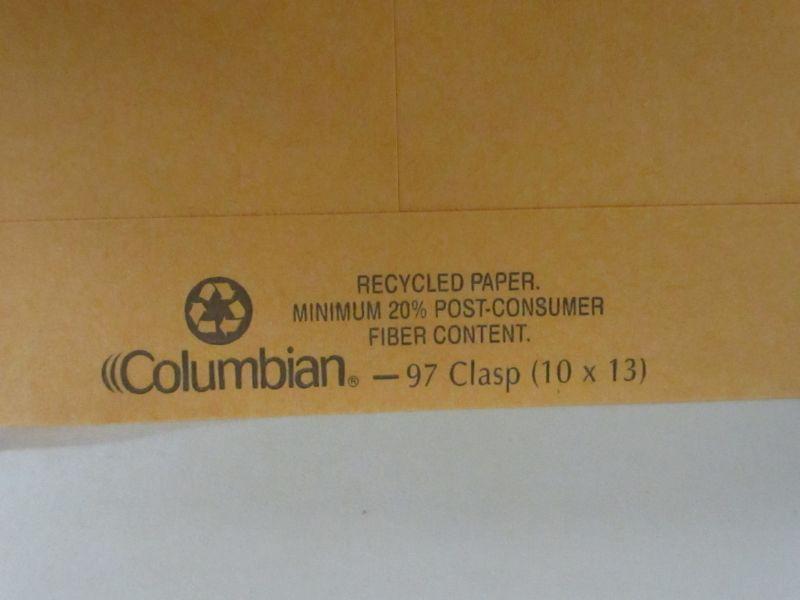 RECYCLED PAPER.
MINIMUM 20% POST-CONSUMER
FIBER CONTENT.
Columbian® — 97 Clasp (10 x 13)